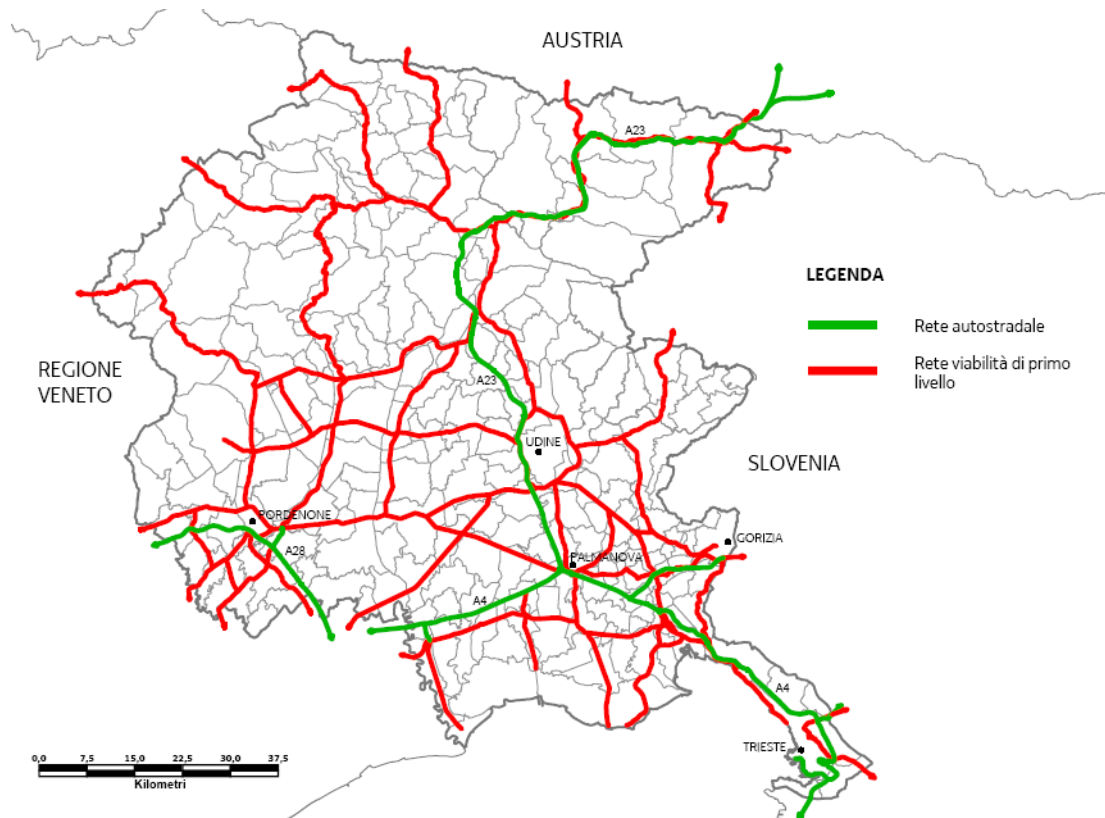 AUSTRIA
A23
LEGENDA
Rete autostradale
REGIONE
VENETO
Rete viabilità di primo
livello
A23
UDINE
SLOVENIA
PORDENONE
GORIZIA
A28
PALMANOVA
A4
A4
TRIESTE
0,0 7,5 15,0 22,5 30,0 37,5
Kilometri